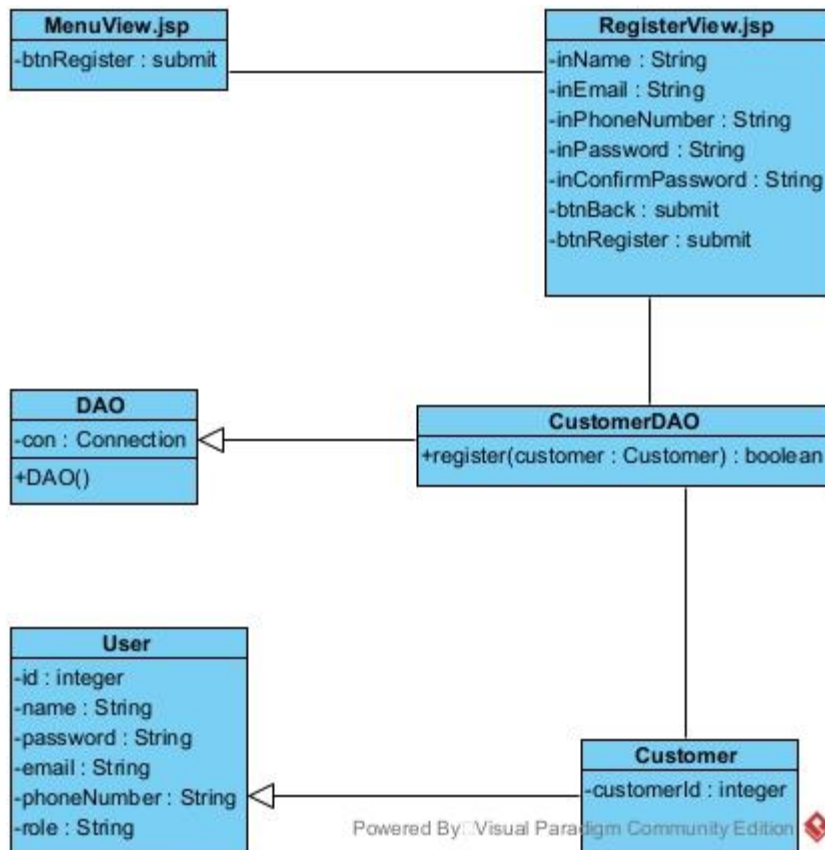 MenuView.jsp
-btnRegister : submit
RegisterView.jsp
-inName : String
-inEmail : String
-inPhoneNumber : String
-inPassword : String
-inConfirmPassword : String
-btnBack : submit
-btnRegister : submit
DAO
-con : Connection
+DAO()
CustomerDAO
+register(customer : Customer) : boolean
User
-id : integer
-name : String
-password : String
-email : String
-phoneNumber : String
-role : String
Customer
-customerId : integer
Powered By Visual Paradigm Community Edition